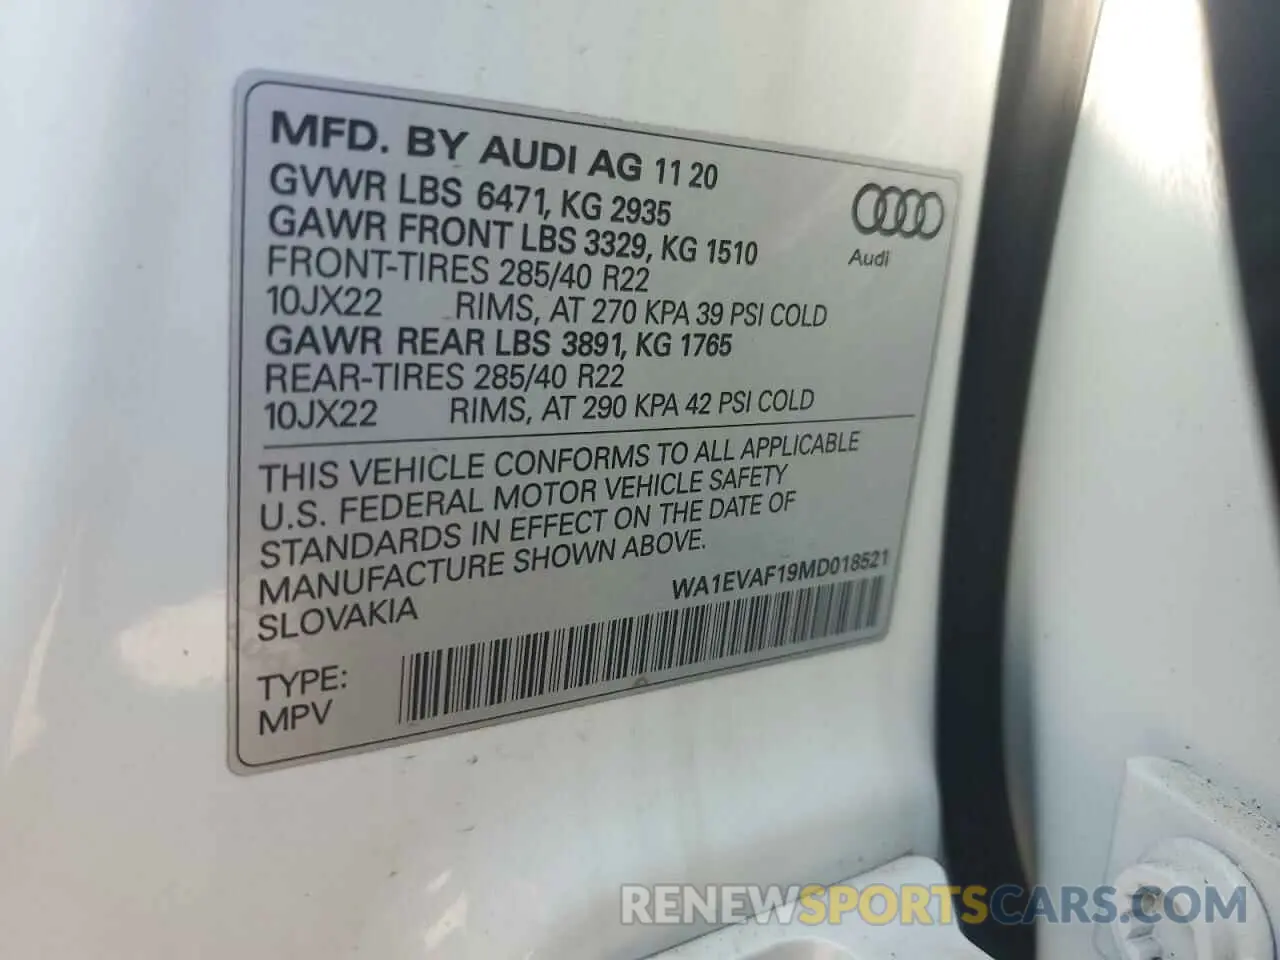 MFD. BY AUDI AG 11 20
GVWR LBS 6471, KG 2935
GAWR FRONT LBS 3329, KG 1510
FRONT-TIRES 285/40 R22
10JX22 RIMS, AT 270 KPA 39 PSI COLD
GAWR REAR LBS 3891, KG 1765
REAR-TIRES 285/40 R22
10JX22 RIMS, AT 290 KPA 42 PSI COLD
Audi
THIS VEHICLE CONFORMS TO ALL APPLICABLE
U.S. FEDERAL MOTOR VEHICLE SAFETY
STANDARDS IN EFFECT ON THE DATE OF
MANUFACTURE SHOWN ABOVE.
SLOVAKIA
WA1EVAF19MD018521
TYPE:
MPV
RENEWSPORTSCARS.COM